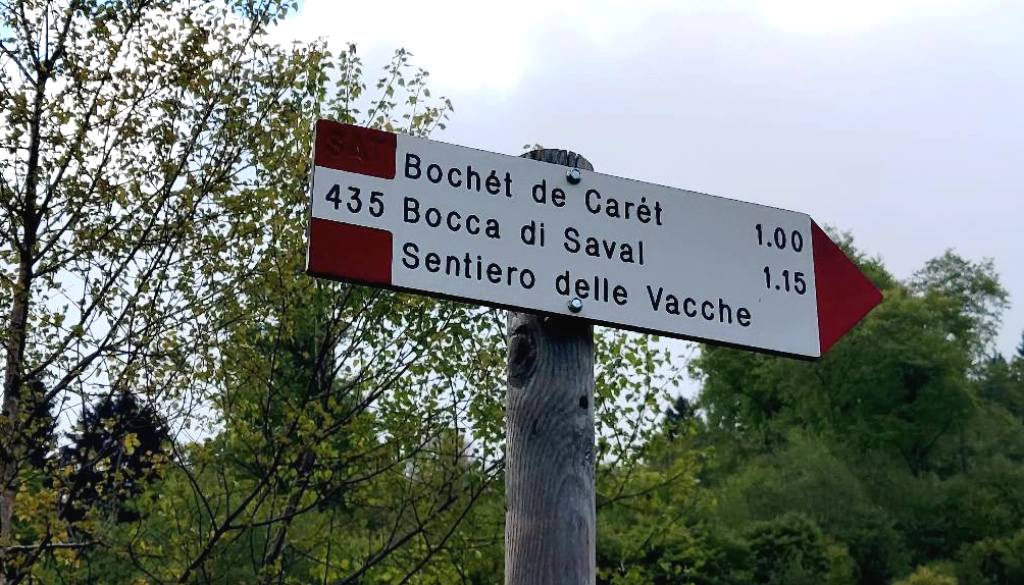 SAT
Bochét de Carét 1.00
435 Bocca di Saval 1.15
Sentiero delle Vacche